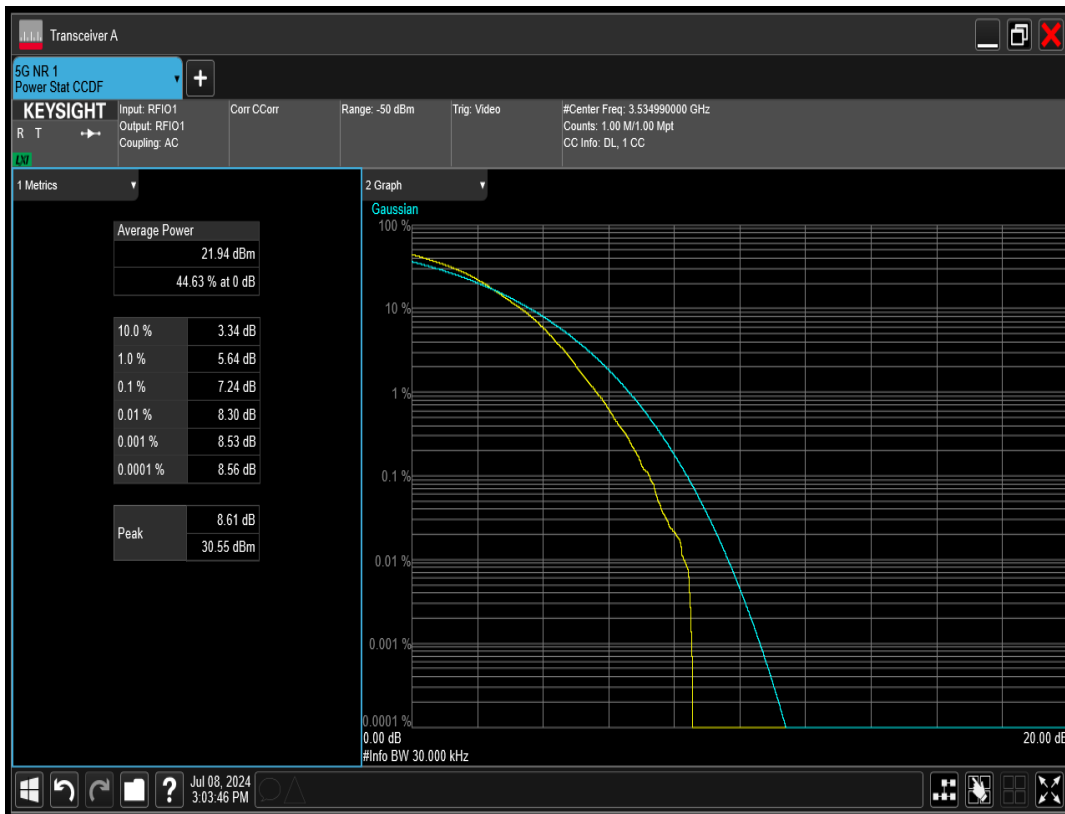 Transceiver A
5G NR 1
Power Stat CCDF
+
KEYSIGHT
R T
LXI
Input: RFIO1
Output: RFIO1
Coupling: AC
Corr CCorr
Range: -50 dBm
Trig: Video
#Center Freq: 3.534990000 GHz
Counts: 1.00 M/1.00 Mpt
CC Info: DL, 1 CC
1 Metrics
Average Power
21.94 dBm
44.63 % at 0 dB
10.0 % 3.34 dB
1.0 % 5.64 dB
0.1 % 7.24 dB
0.01 % 8.30 dB
0.001 % 8.53 dB
0.0001 % 8.56 dB
Peak
8.61 dB
30.55 dBm
2 Graph
Gaussian
100 %
10 %
1 %
0.1 %
0.01 %
0.001 %
0.0001 %
0.00 dB
20.00 dB
#Info BW 30.000 kHz
?
Jul 08, 2024
3:03:46 PM